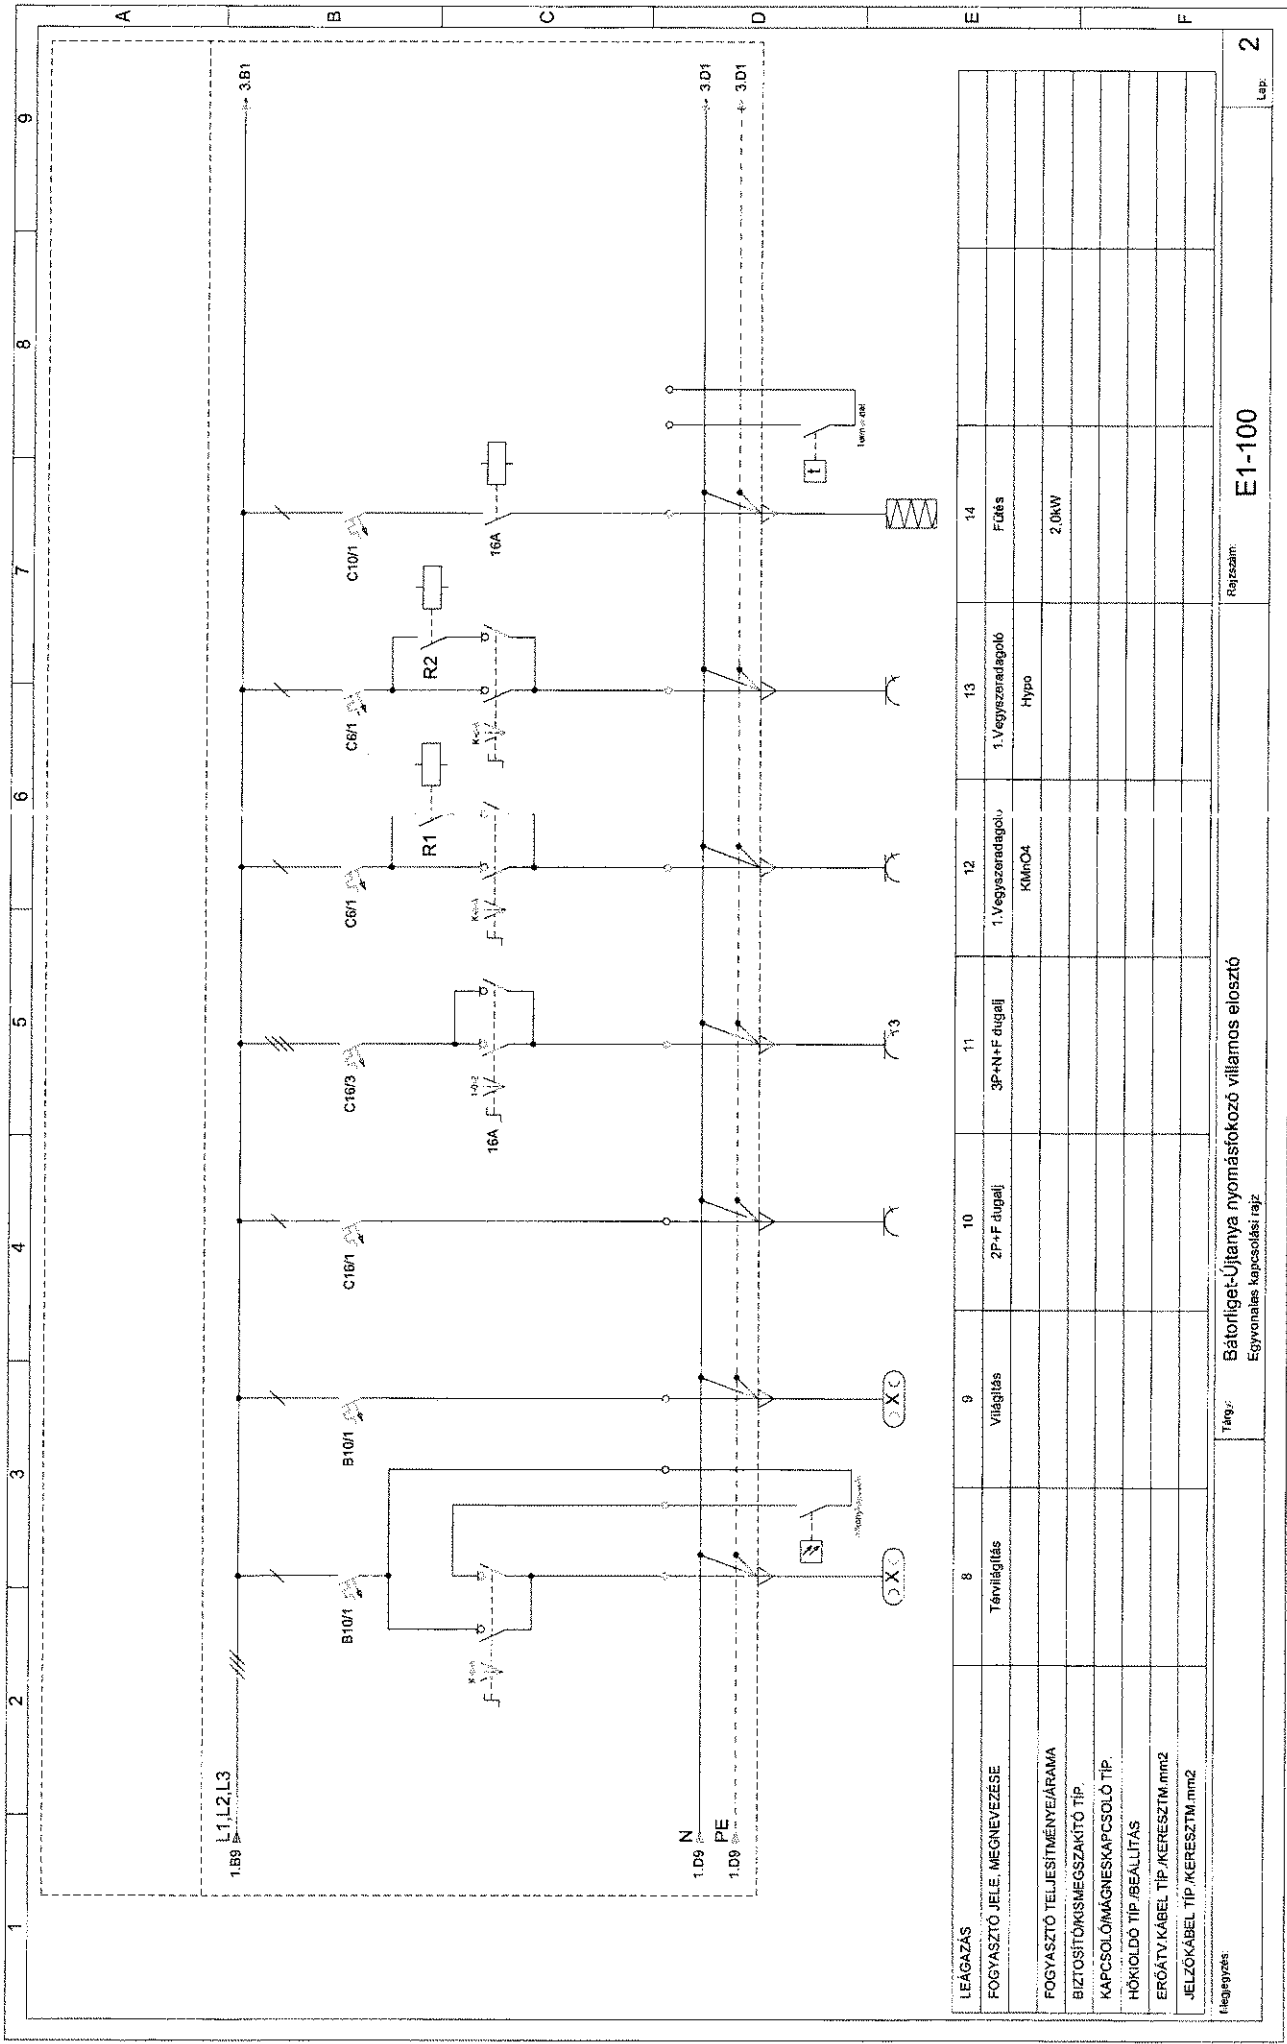 1 2 3 4 5 6 7 8 9
A
B
C
D
E
F
1.B9 L1,L2,L3
3.B1
B10/1
B10/1
C16/1
C16/3
C6/1
C6/1
C10/1
R1
R2
16A
1-0-2
16A
1.D9 N
3.D1
1.D9 PE
3.D1
t
3
LEÁGAZÁS 8 9 10 11 12 13 14
FOGYASZTÓ JELE, MEGNEVEZÉSE Térvilágítás Világítás 2P+F dugalj 3P+N+F dugalj 1.Vegyszeradagoló 1.Vegyszeradagoló Fűtés
KMnO4 Hypo
FOGYASZTÓ TELJESÍTMÉNYE/ÁRAMA 2,0kW
BIZTOSÍTÓ/KISMEGSZAKÍTÓ TÍP.
KAPCSOLÓ/MÁGNESKAPCSOLÓ TÍP.
HŐKIOLDÓ TÍP./BEÁLLÍTÁS
ERŐÁTV.KÁBEL TÍP./KERESZTM.mm2
JELZŐKÁBEL TÍP./KERESZTM.mm2
Megjegyzés:
Tárgy: Bátorliget-Újtanya nyomásfokozó villamos elosztó
Egyvonalas kapcsolási rajz
Rajzszám: E1-100
Lap: 2